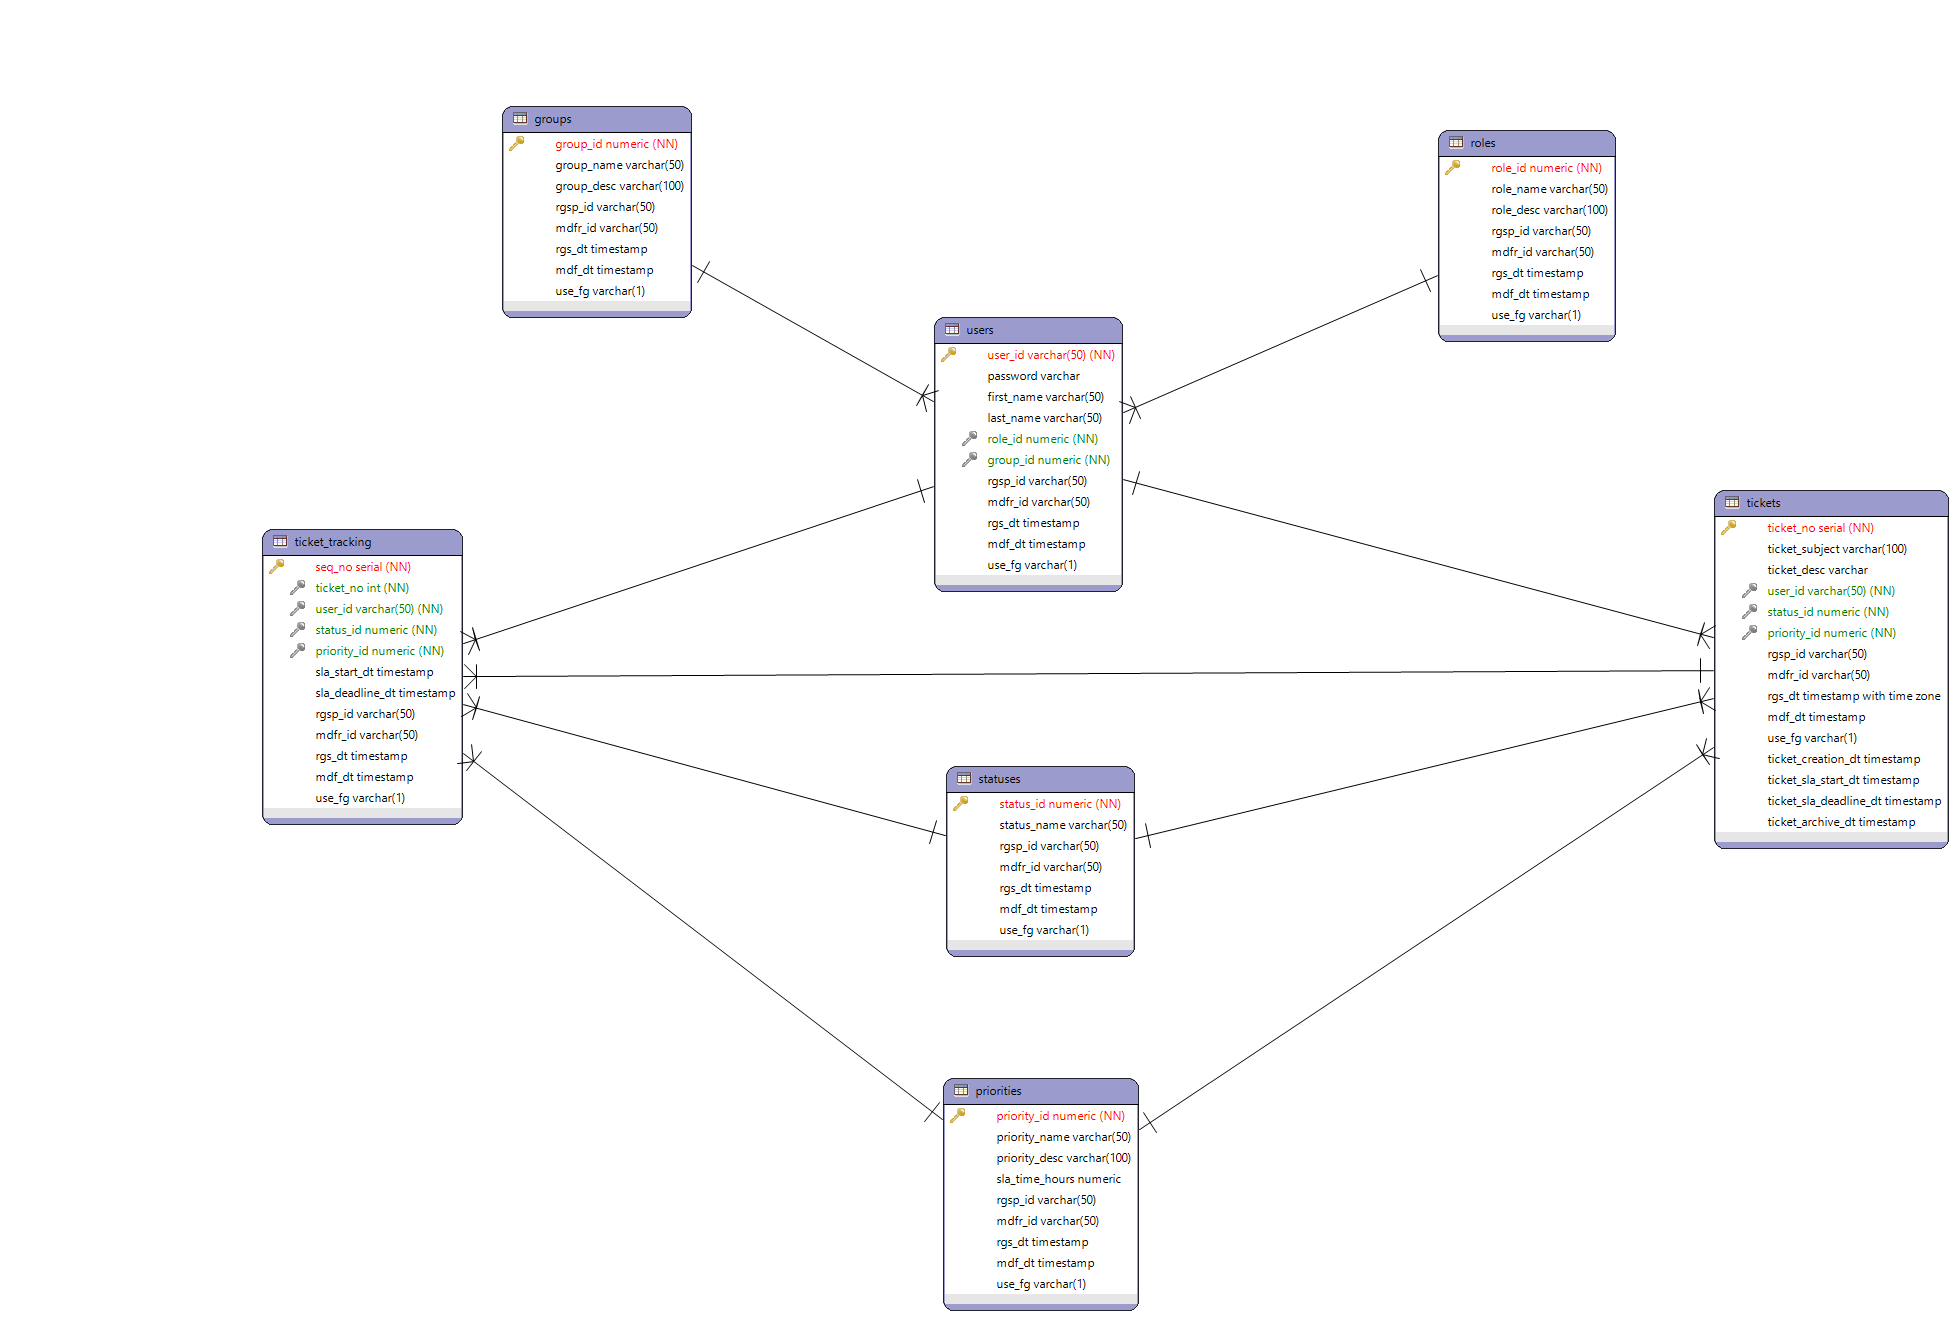 groups
group_id numeric (NN)
group_name varchar(50)
group_desc varchar(100)
rgsp_id varchar(50)
mdfr_id varchar(50)
rgs_dt timestamp
mdf_dt timestamp
use_fg varchar(1)
roles
role_id numeric (NN)
role_name varchar(50)
role_desc varchar(100)
rgsp_id varchar(50)
mdfr_id varchar(50)
rgs_dt timestamp
mdf_dt timestamp
use_fg varchar(1)
users
user_id varchar(50) (NN)
password varchar
first_name varchar(50)
last_name varchar(50)
role_id numeric (NN)
group_id numeric (NN)
rgsp_id varchar(50)
mdfr_id varchar(50)
rgs_dt timestamp
mdf_dt timestamp
use_fg varchar(1)
ticket_tracking
seq_no serial (NN)
ticket_no int (NN)
user_id varchar(50) (NN)
status_id numeric (NN)
priority_id numeric (NN)
sla_start_dt timestamp
sla_deadline_dt timestamp
rgsp_id varchar(50)
mdfr_id varchar(50)
rgs_dt timestamp
mdf_dt timestamp
use_fg varchar(1)
tickets
ticket_no serial (NN)
ticket_subject varchar(100)
ticket_desc varchar
user_id varchar(50) (NN)
status_id numeric (NN)
priority_id numeric (NN)
rgsp_id varchar(50)
mdfr_id varchar(50)
rgs_dt timestamp with time zone
mdf_dt timestamp
use_fg varchar(1)
ticket_creation_dt timestamp
ticket_sla_start_dt timestamp
ticket_sla_deadline_dt timestamp
ticket_archive_dt timestamp
statuses
status_id numeric (NN)
status_name varchar(50)
rgsp_id varchar(50)
mdfr_id varchar(50)
rgs_dt timestamp
mdf_dt timestamp
use_fg varchar(1)
priorities
priority_id numeric (NN)
priority_name varchar(50)
priority_desc varchar(100)
sla_time_hours numeric
rgsp_id varchar(50)
mdfr_id varchar(50)
rgs_dt timestamp
mdf_dt timestamp
use_fg varchar(1)